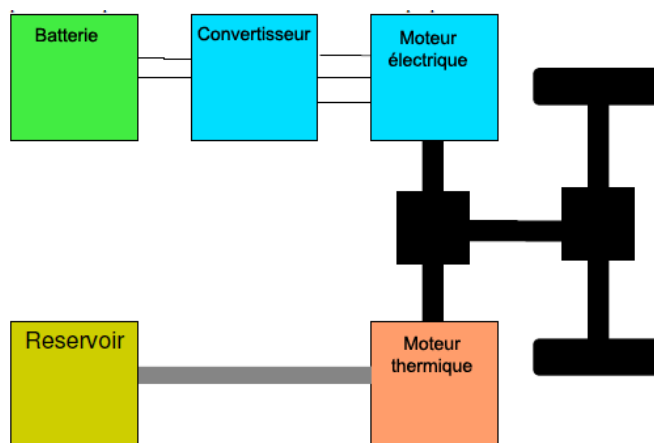 Batterie
Convertisseur
Moteur
électrique
Reservoir
Moteur
thermique